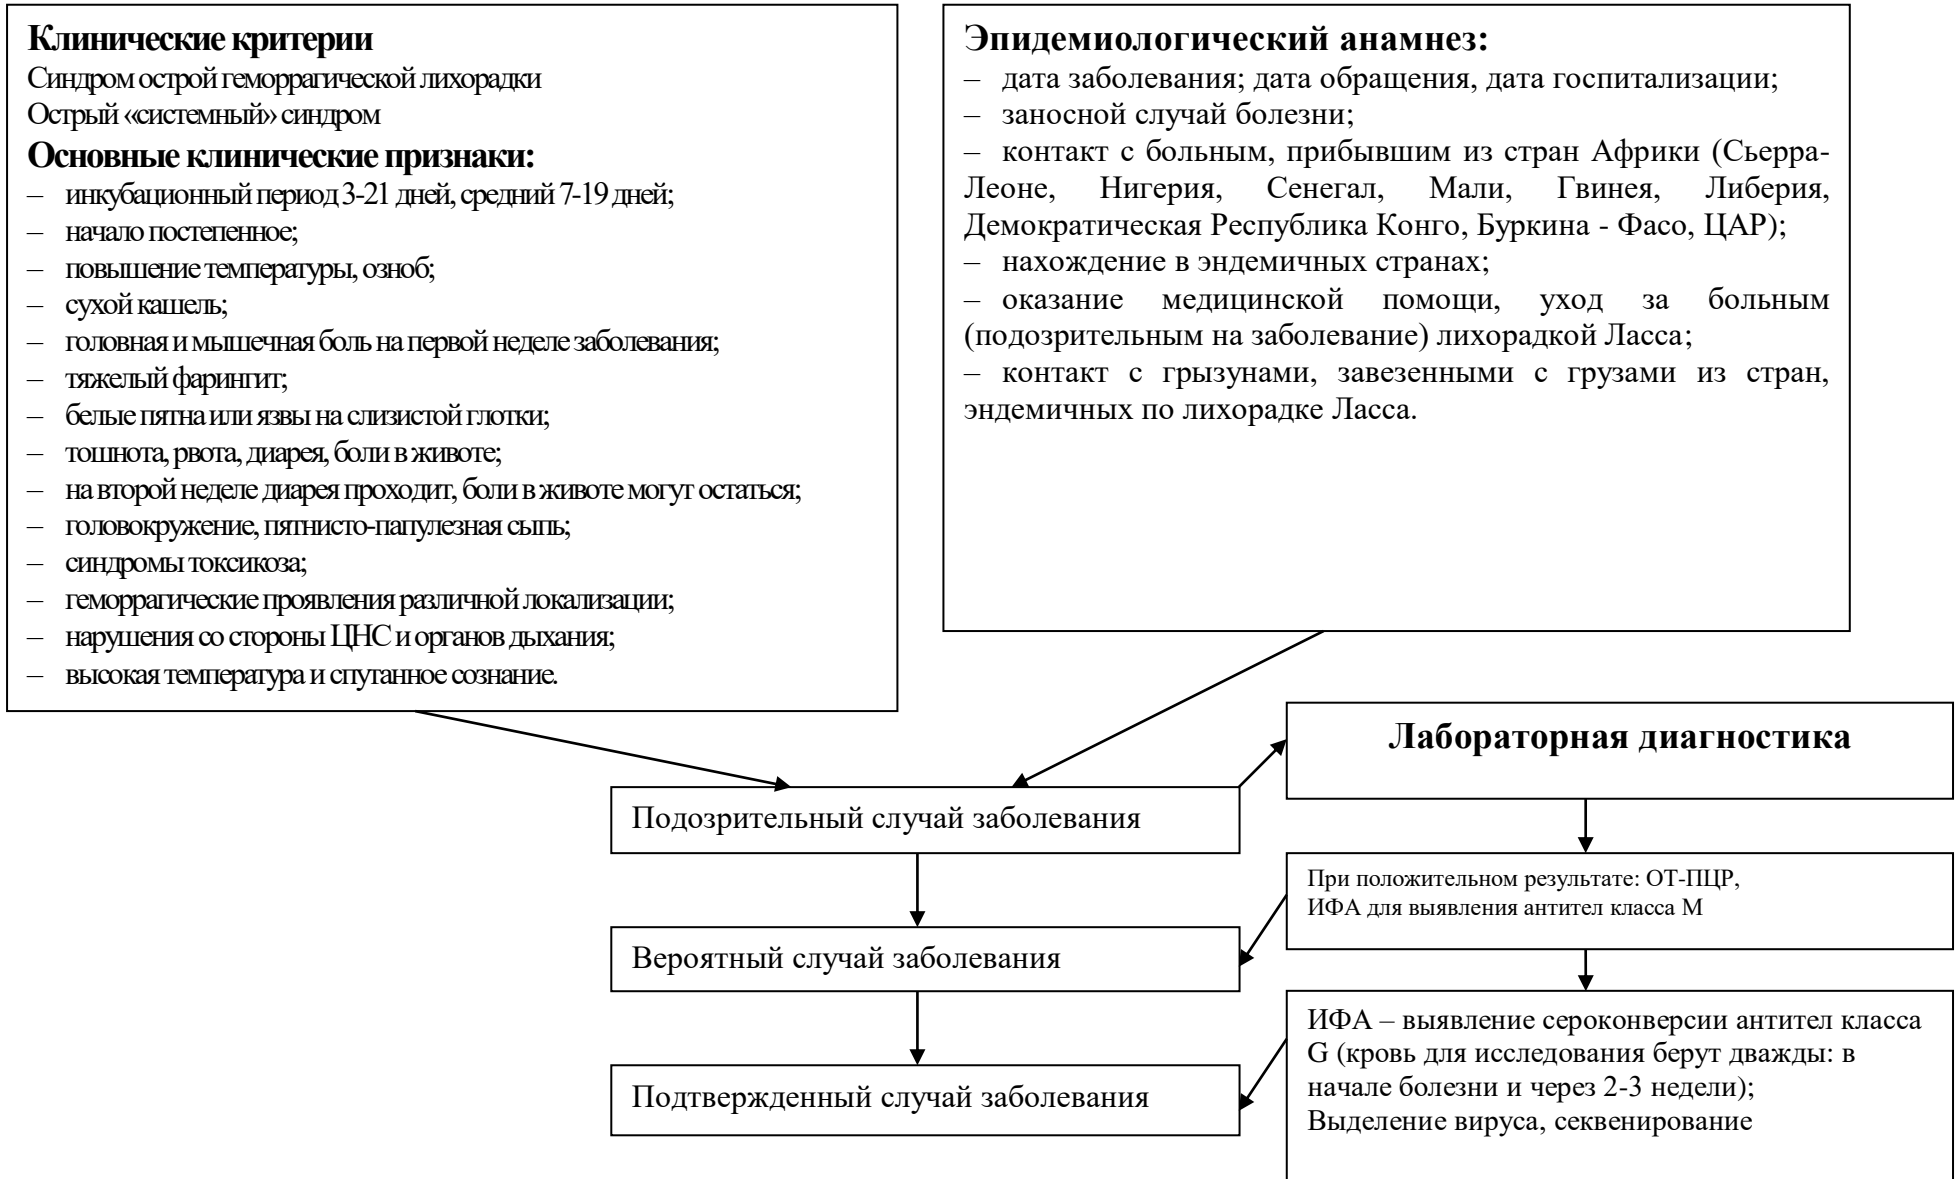 Клинические критерии
Синдром острой геморрагической лихорадки
Острый «системный» синдром
Основные клинические признаки:
– инкубационный период 3-21 дней, средний 7-19 дней;
– начало постепенное;
– повышение температуры, озноб;
– сухой кашель;
– головная и мышечная боль на первой неделе заболевания;
– тяжелый фарингит;
– белые пятна или язвы на слизистой глотки;
– тошнота, рвота, диарея, боли в животе;
– на второй неделе диарея проходит, боли в животе могут остаться;
– головокружение, пятнисто-папулезная сыпь;
– синдромы токсикоза;
– геморрагические проявления различной локализации;
– нарушения со стороны ЦНС и органов дыхания;
– высокая температура и спутанное сознание.
Эпидемиологический анамнез:
– дата заболевания; дата обращения, дата госпитализации;
– заносной случай болезни;
– контакт с больным, прибывшим из стран Африки (Сьерра-
Леоне, Нигерия, Сенегал, Мали, Гвинея, Либерия,
Демократическая Республика Конго, Буркина - Фасо, ЦАР);
– нахождение в эндемичных странах;
– оказание медицинской помощи, уход за больным
(подозрительным на заболевание) лихорадкой Ласса;
– контакт с грызунами, завезенными с грузами из стран,
эндемичных по лихорадке Ласса.
Лабораторная диагностика
Подозрительный случай заболевания
При положительном результате: ОТ-ПЦР,
ИФА для выявления антител класса М
Вероятный случай заболевания
ИФА – выявление сероконверсии антител класса
G (кровь для исследования берут дважды: в
начале болезни и через 2-3 недели);
Выделение вируса, секвенирование
Подтвержденный случай заболевания